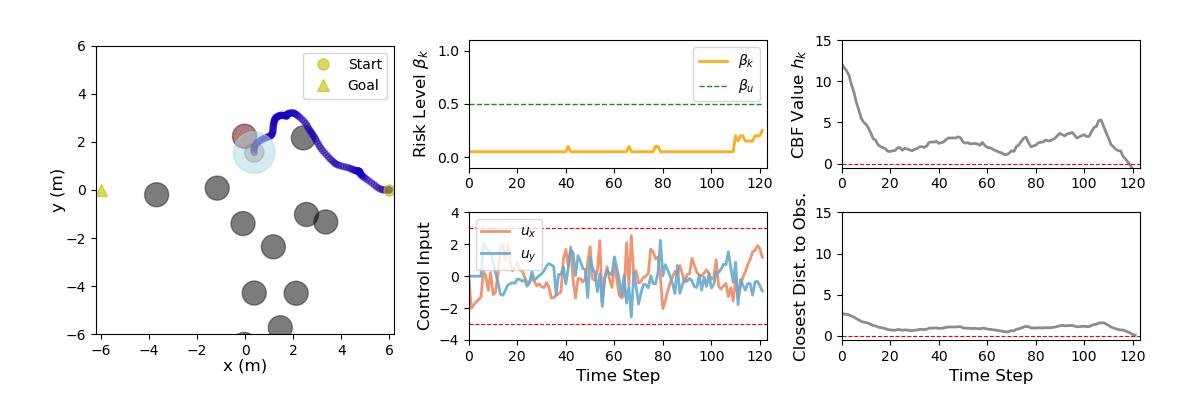 6
4
2
0
−2
−4
−6
−6 −4 −2 0 2 4 6
x (m)
y (m)
Start
Goal
1.0
0.5
0.0
0 20 40 60 80 100 120
Risk Level βk
βk
βu
4
2
0
−2
−4
0 20 40 60 80 100 120
Time Step
Control Input
ux
uy
15
10
5
0
0 20 40 60 80 100 120
CBF Value hk
15
10
5
0
0 20 40 60 80 100 120
Time Step
Closest Dist. to Obs.